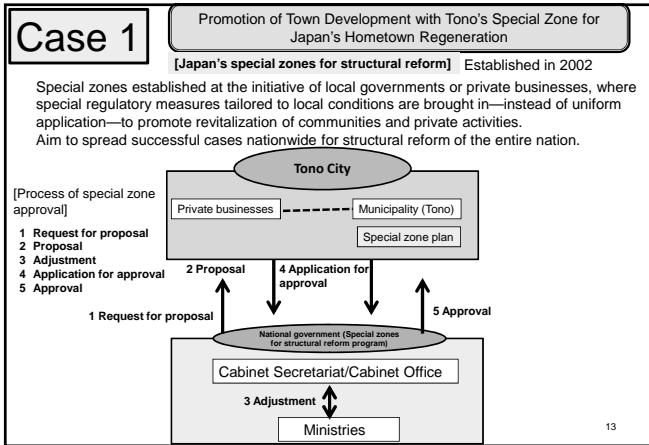 Case 1
Promotion of Town Development with Tono's Special Zone for
Japan's Hometown Regeneration
[Japan's special zones for structural reform] Established in 2002
Special zones established at the initiative of local governments or private businesses, where
special regulatory measures tailored to local conditions are brought in—instead of uniform
application—to promote revitalization of communities and private activities.
Aim to spread successful cases nationwide for structural reform of the entire nation.
Tono City
[Process of special zone
approval]
1 Request for proposal
2 Proposal
3 Adjustment
4 Application for approval
5 Approval
Private businesses
Municipality (Tono)
Special zone plan
2 Proposal
4 Application for
approval
1 Request for proposal
5 Approval
National government (Special zones
for structural reform program)
Cabinet Secretariat/Cabinet Office
3 Adjustment
Ministries
13